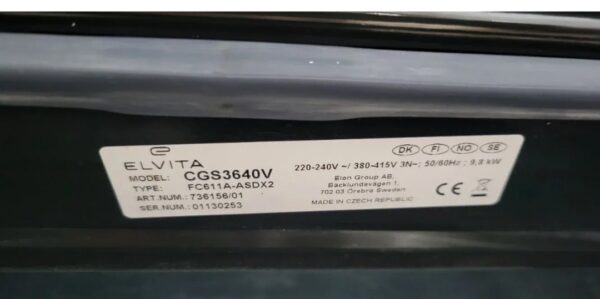 ELVITA
MODEL: CGS3640V
TYPE: FC611A-ASDX2
ART.NUM.: 736156/01
SER.NUM.: 01130253
DK FI NO SE
220-240V ~/ 380-415V 3N~; 50/60Hz ; 9,8 kW
Elon Group AB,
Bäcklundavägen 1,
702 03 Örebro Sweden
MADE IN CZECH REPUBLIC
CE